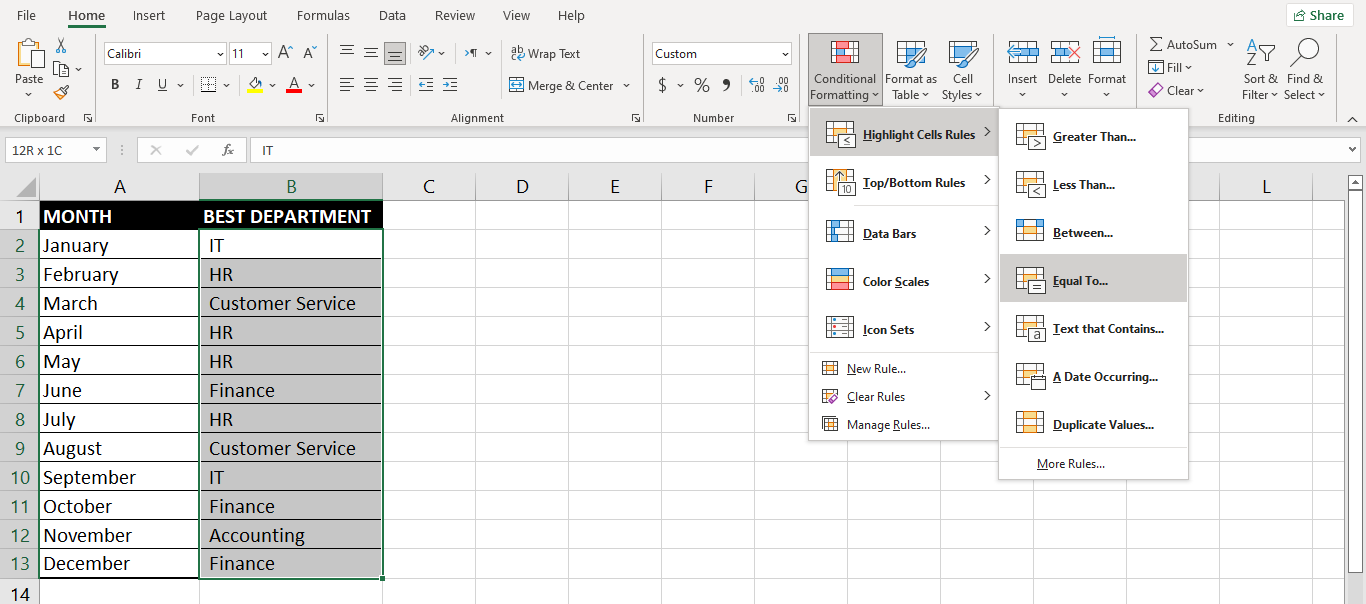 File Home Insert Page Layout Formulas Data Review View Help Share
Paste
Calibri 11
B I U A
ab Wrap Text
Merge & Center
Custom
$ % 9 .00
Conditional Formatting
Format as Table
Cell Styles
Insert Delete Format
AutoSum
Fill
Clear
Sort & Filter
Find & Select
Clipboard Font Alignment Number Editing
12R x 1C fx IT
A B C D E F G L
1 MONTH BEST DEPARTMENT
2 January IT
3 February HR
4 March Customer Service
5 April HR
6 May HR
7 June Finance
8 July HR
9 August Customer Service
10 September IT
11 October Finance
12 November Accounting
13 December Finance
14
Highlight Cells Rules
Top/Bottom Rules
10
Data Bars
Color Scales
Icon Sets
New Rule...
Clear Rules
Manage Rules...
Greater Than...
Less Than...
Between...
Equal To...
Text that Contains...
A Date Occurring...
Duplicate Values...
More Rules...